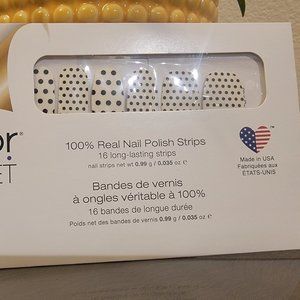 or.
ET
100% Real Nail Polish Strips
16 long-lasting strips
nail strips net wt 0.99 g / 0.035 oz ℮
Bandes de vernis
à ongles véritable à 100%
16 bandes de longue durée
Poids net des bandes de vernis 0.99 g / 0.035 oz ℮
TM
Made in USA
Fabriquées aux
ÉTATS-UNIS